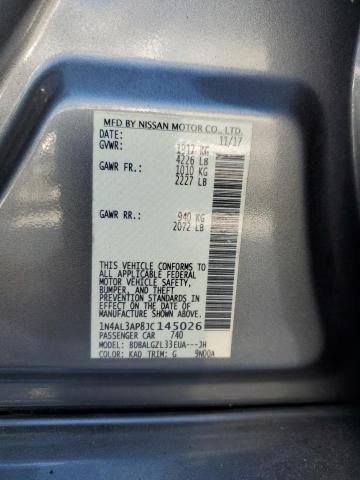 MFD BY NISSAN MOTOR CO., LTD.
DATE: 11/17
GVWR: 1917 KG
4226 LB
GAWR FR.: 1010 KG
2227 LB
GAWR RR.: 940 KG
2072 LB
THIS VEHICLE CONFORMS TO ALL
APPLICABLE FEDERAL MOTOR VEHICLE SAFETY,
BUMPER, AND THEFT
PREVENTION STANDARDS
IN EFFECT ON THE DATE OF
MANUFACTURE SHOWN ABOVE.
1N4AL3AP8JC145026
PASSENGER CAR 740
MODEL: BDBALGZL33EUA---JH
COLOR: KAD TRIM: G 9N00A